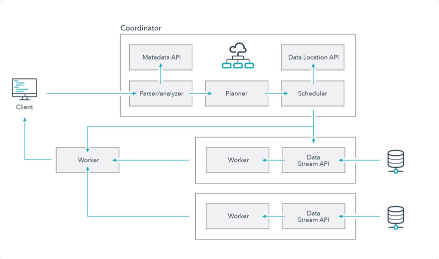 Coordinator
Metadata API
Data Location API
Parser/analyzer
Planner
Scheduler
Client
Worker
Worker
Data
Stream API
Worker
Data
Stream API